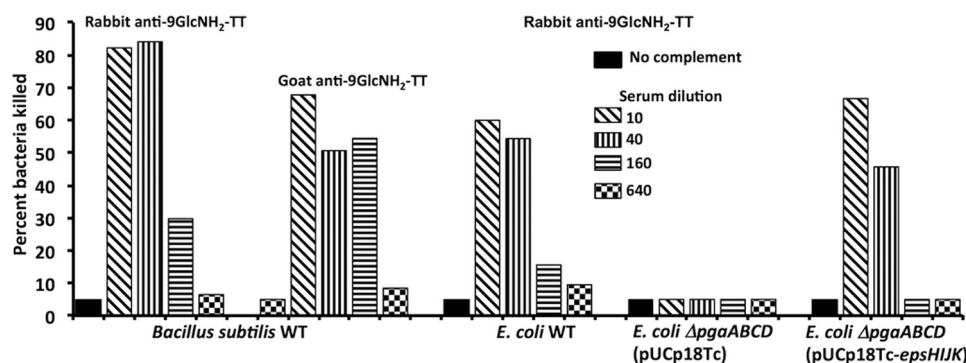 90
80
70
60
50
40
30
20
10
0
Percent bacteria killed
Rabbit anti-9GlcNH₂-TT
Goat anti-9GlcNH₂-TT
Rabbit anti-9GlcNH₂-TT
No complement
Serum dilution
10
40
160
640
Bacillus subtilis WT
E. coli WT
E. coli ΔpgaABCD
(pUCp18Tc)
E. coli ΔpgaABCD
(pUCp18Tc-epsHIJK)